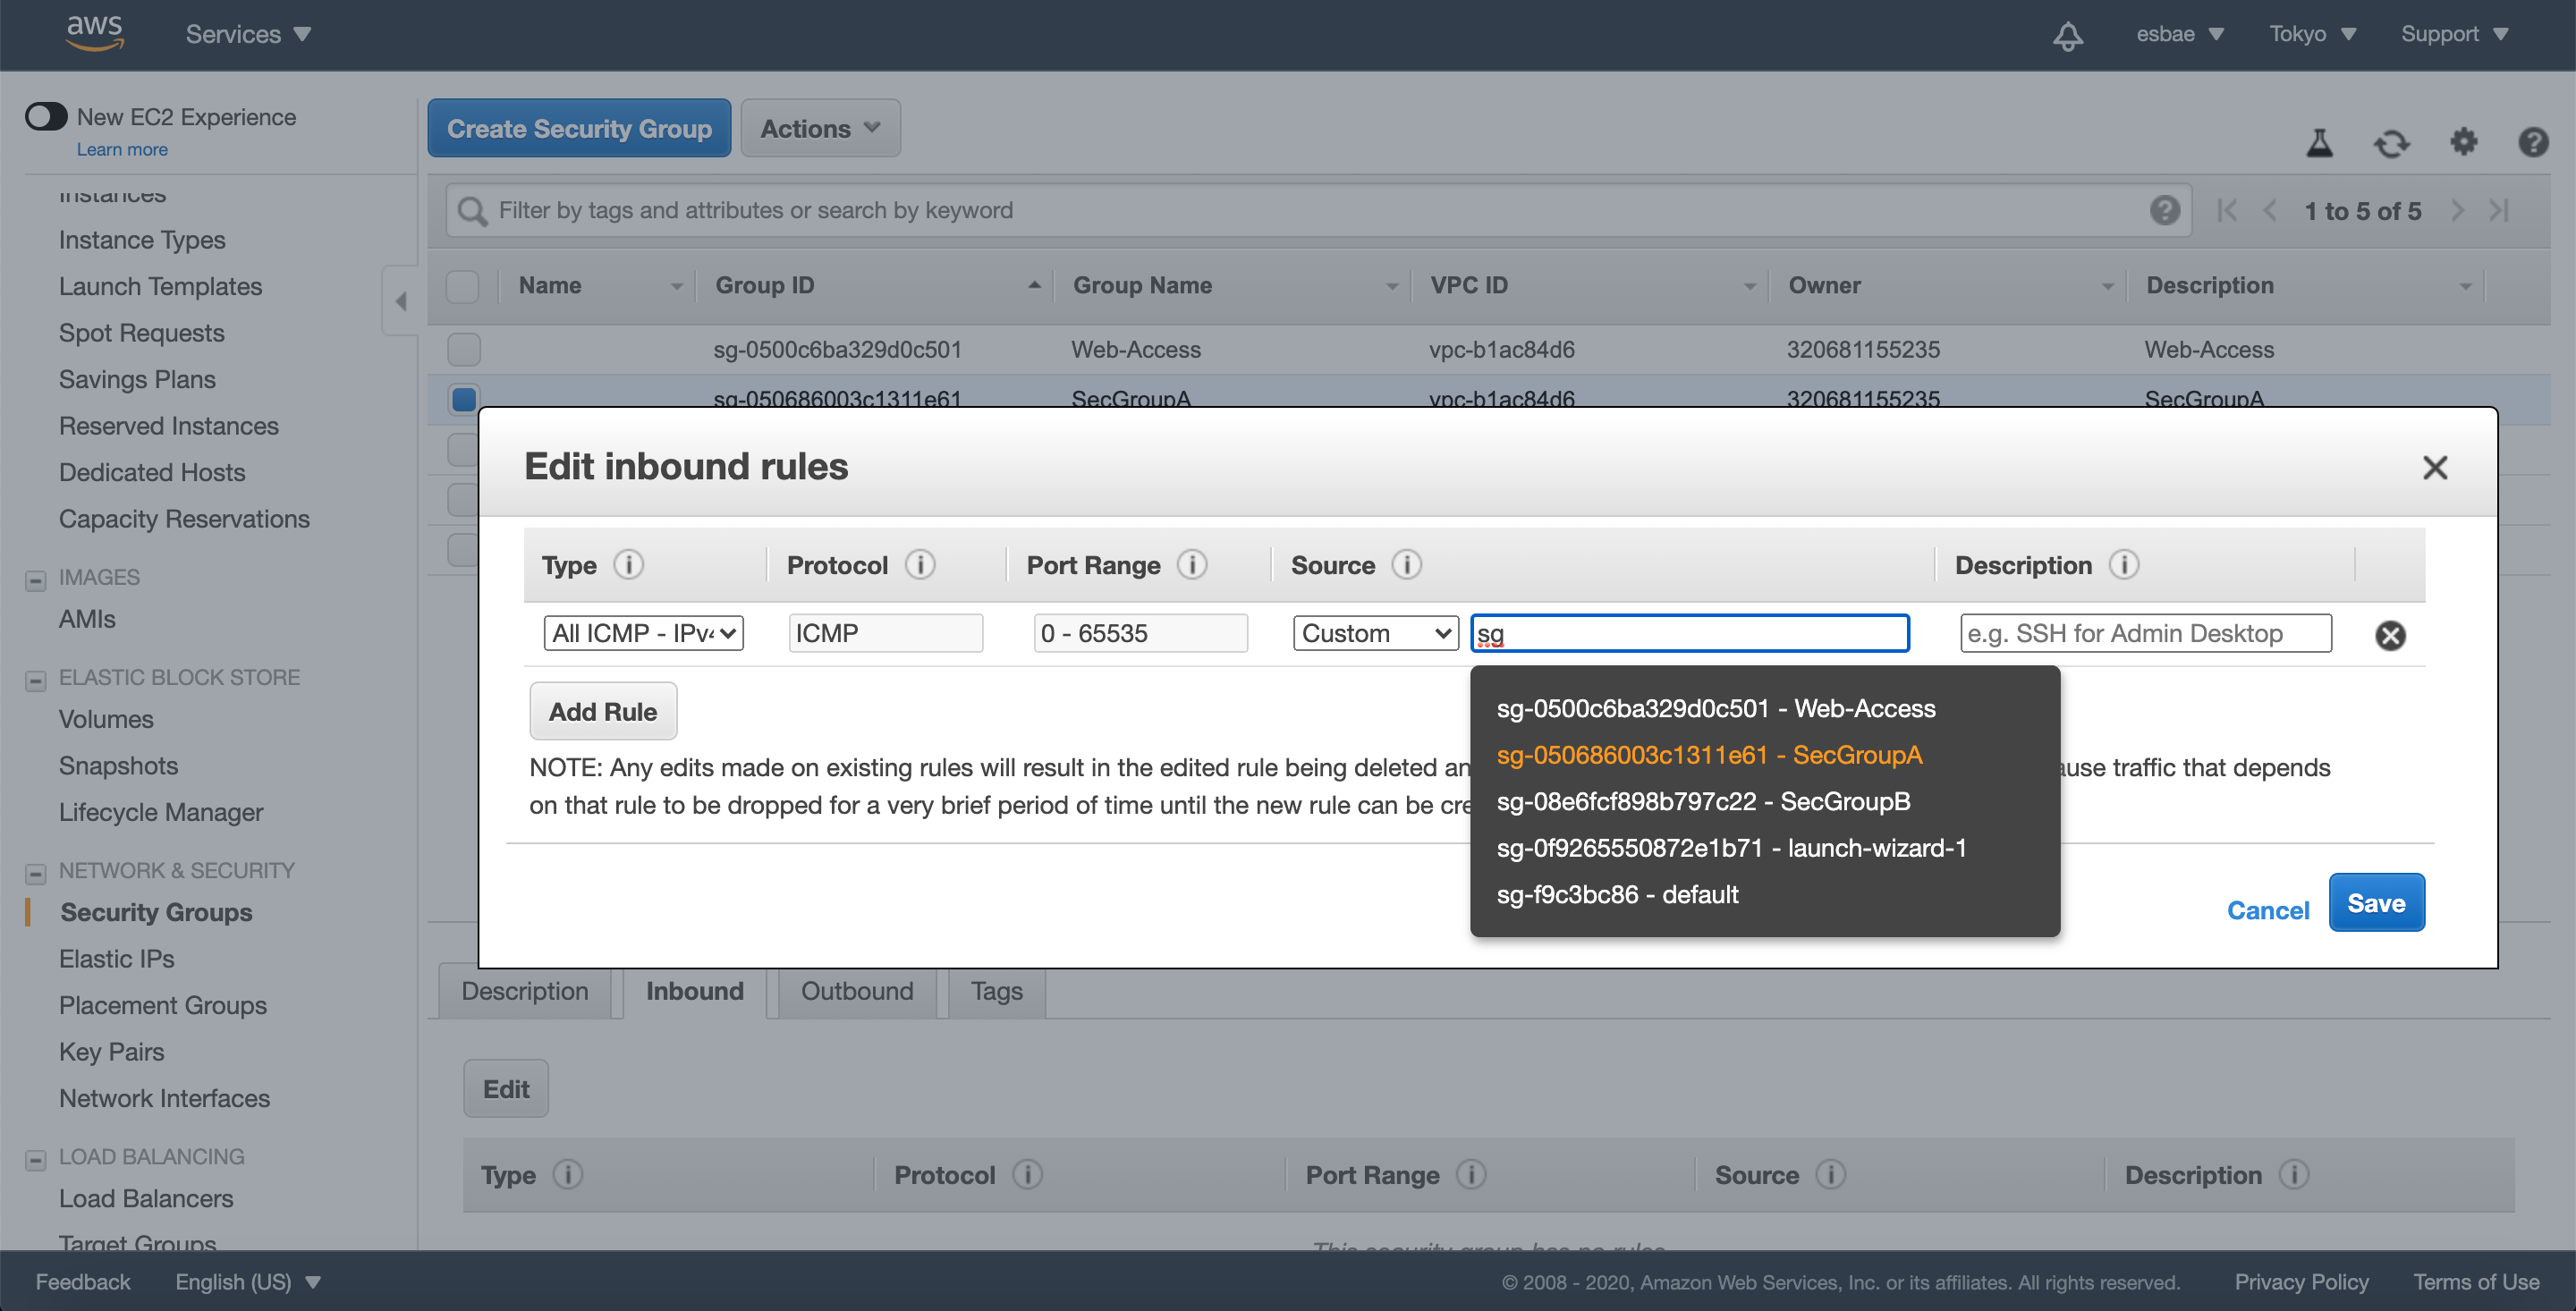 aws
Services
esbae
Tokyo
Support
New EC2 Experience
Learn more
Create Security Group
Actions
Instances
Filter by tags and attributes or search by keyword
1 to 5 of 5
Instance Types
Launch Templates
Spot Requests
Savings Plans
Reserved Instances
Dedicated Hosts
Capacity Reservations
IMAGES
AMIs
ELASTIC BLOCK STORE
Volumes
Snapshots
Lifecycle Manager
NETWORK & SECURITY
Security Groups
Elastic IPs
Placement Groups
Key Pairs
Network Interfaces
LOAD BALANCING
Load Balancers
Target Groups
Name Group ID Group Name VPC ID Owner Description
sg-0500c6ba329d0c501 Web-Access vpc-b1ac84d6 320681155235 Web-Access
sg-050686003c1311e61 SecGroupA vpc-b1ac84d6 320681155235 SecGroupA
Edit inbound rules
Type Protocol Port Range Source Description
All ICMP - IPv4 ICMP 0 - 65535 Custom sg e.g. SSH for Admin Desktop
sg-0500c6ba329d0c501 - Web-Access
sg-050686003c1311e61 - SecGroupA
sg-08e6fcf898b797c22 - SecGroupB
sg-0f9265550872e1b71 - launch-wizard-1
sg-f9c3bc86 - default
Add Rule
NOTE: Any edits made on existing rules will result in the edited rule being deleted an ause traffic that depends
on that rule to be dropped for a very brief period of time until the new rule can be cre
Cancel
Save
Description Inbound Outbound Tags
Edit
Type Protocol Port Range Source Description
This security group has no rules
Feedback
English (US)
© 2008 - 2020, Amazon Web Services, Inc. or its affiliates. All rights reserved.
Privacy Policy
Terms of Use